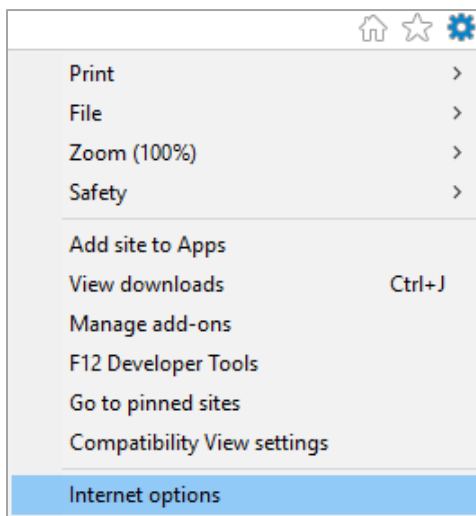 Print
File
Zoom (100%)
Safety
Add site to Apps
View downloads Ctrl+J
Manage add-ons
F12 Developer Tools
Go to pinned sites
Compatibility View settings
Internet options